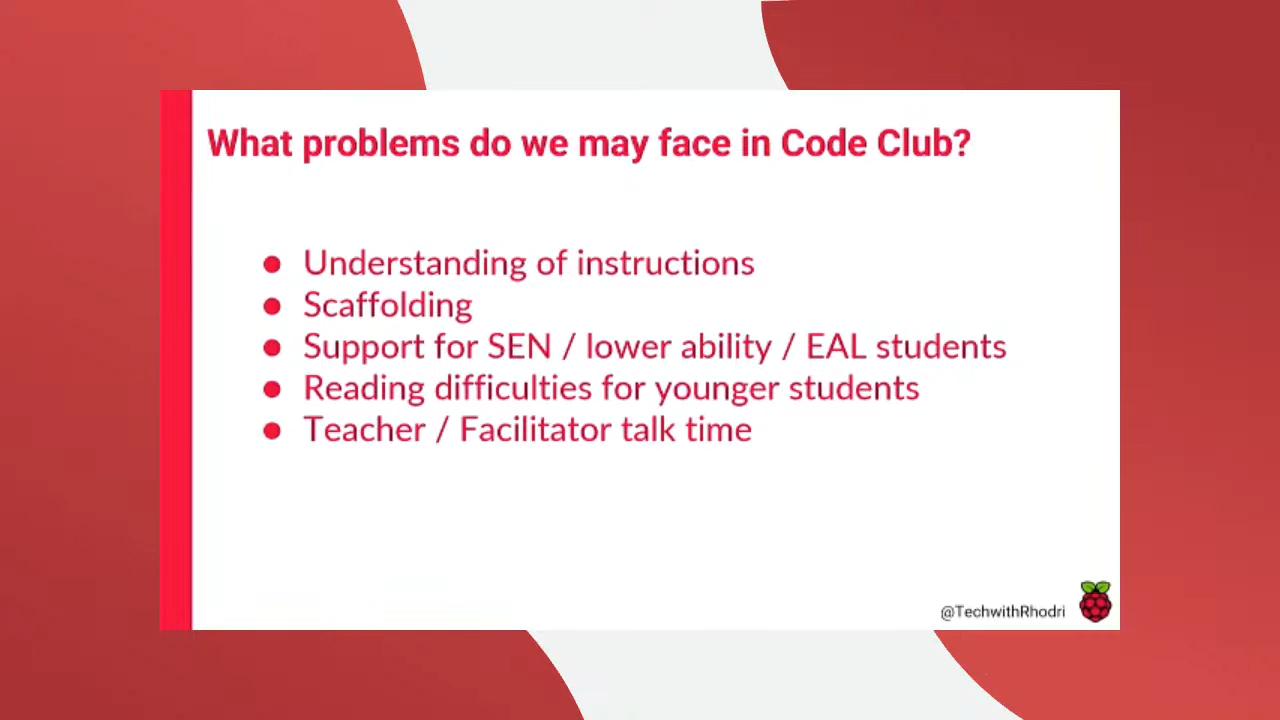 What problems do we may face in Code Club?
● Understanding of instructions
● Scaffolding
● Support for SEN / lower ability / EAL students
● Reading difficulties for younger students
● Teacher / Facilitator talk time
@TechwithRhodri